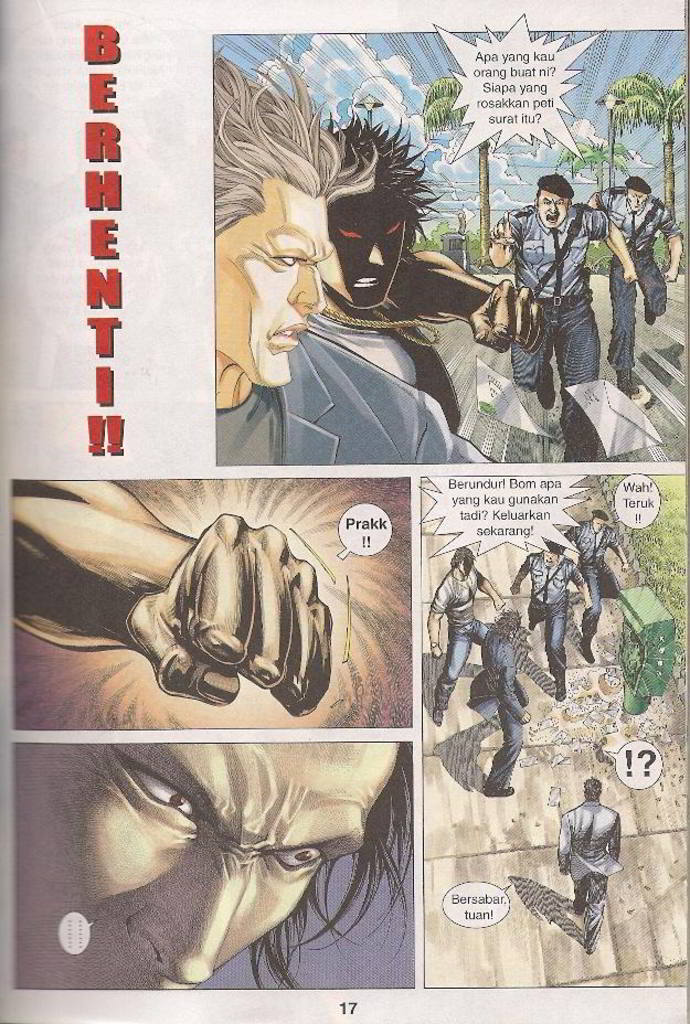 BERHENTI!!
Apa yang kau
orang buat ni?
Siapa yang
rosakkan peti
surat itu?
Prakk
!!
Berundur! Bom apa
yang kau gunakan
tadi? Keluarkan
sekarang!
Wah!
Teruk
!!
!?
Bersabar,
tuan!
17